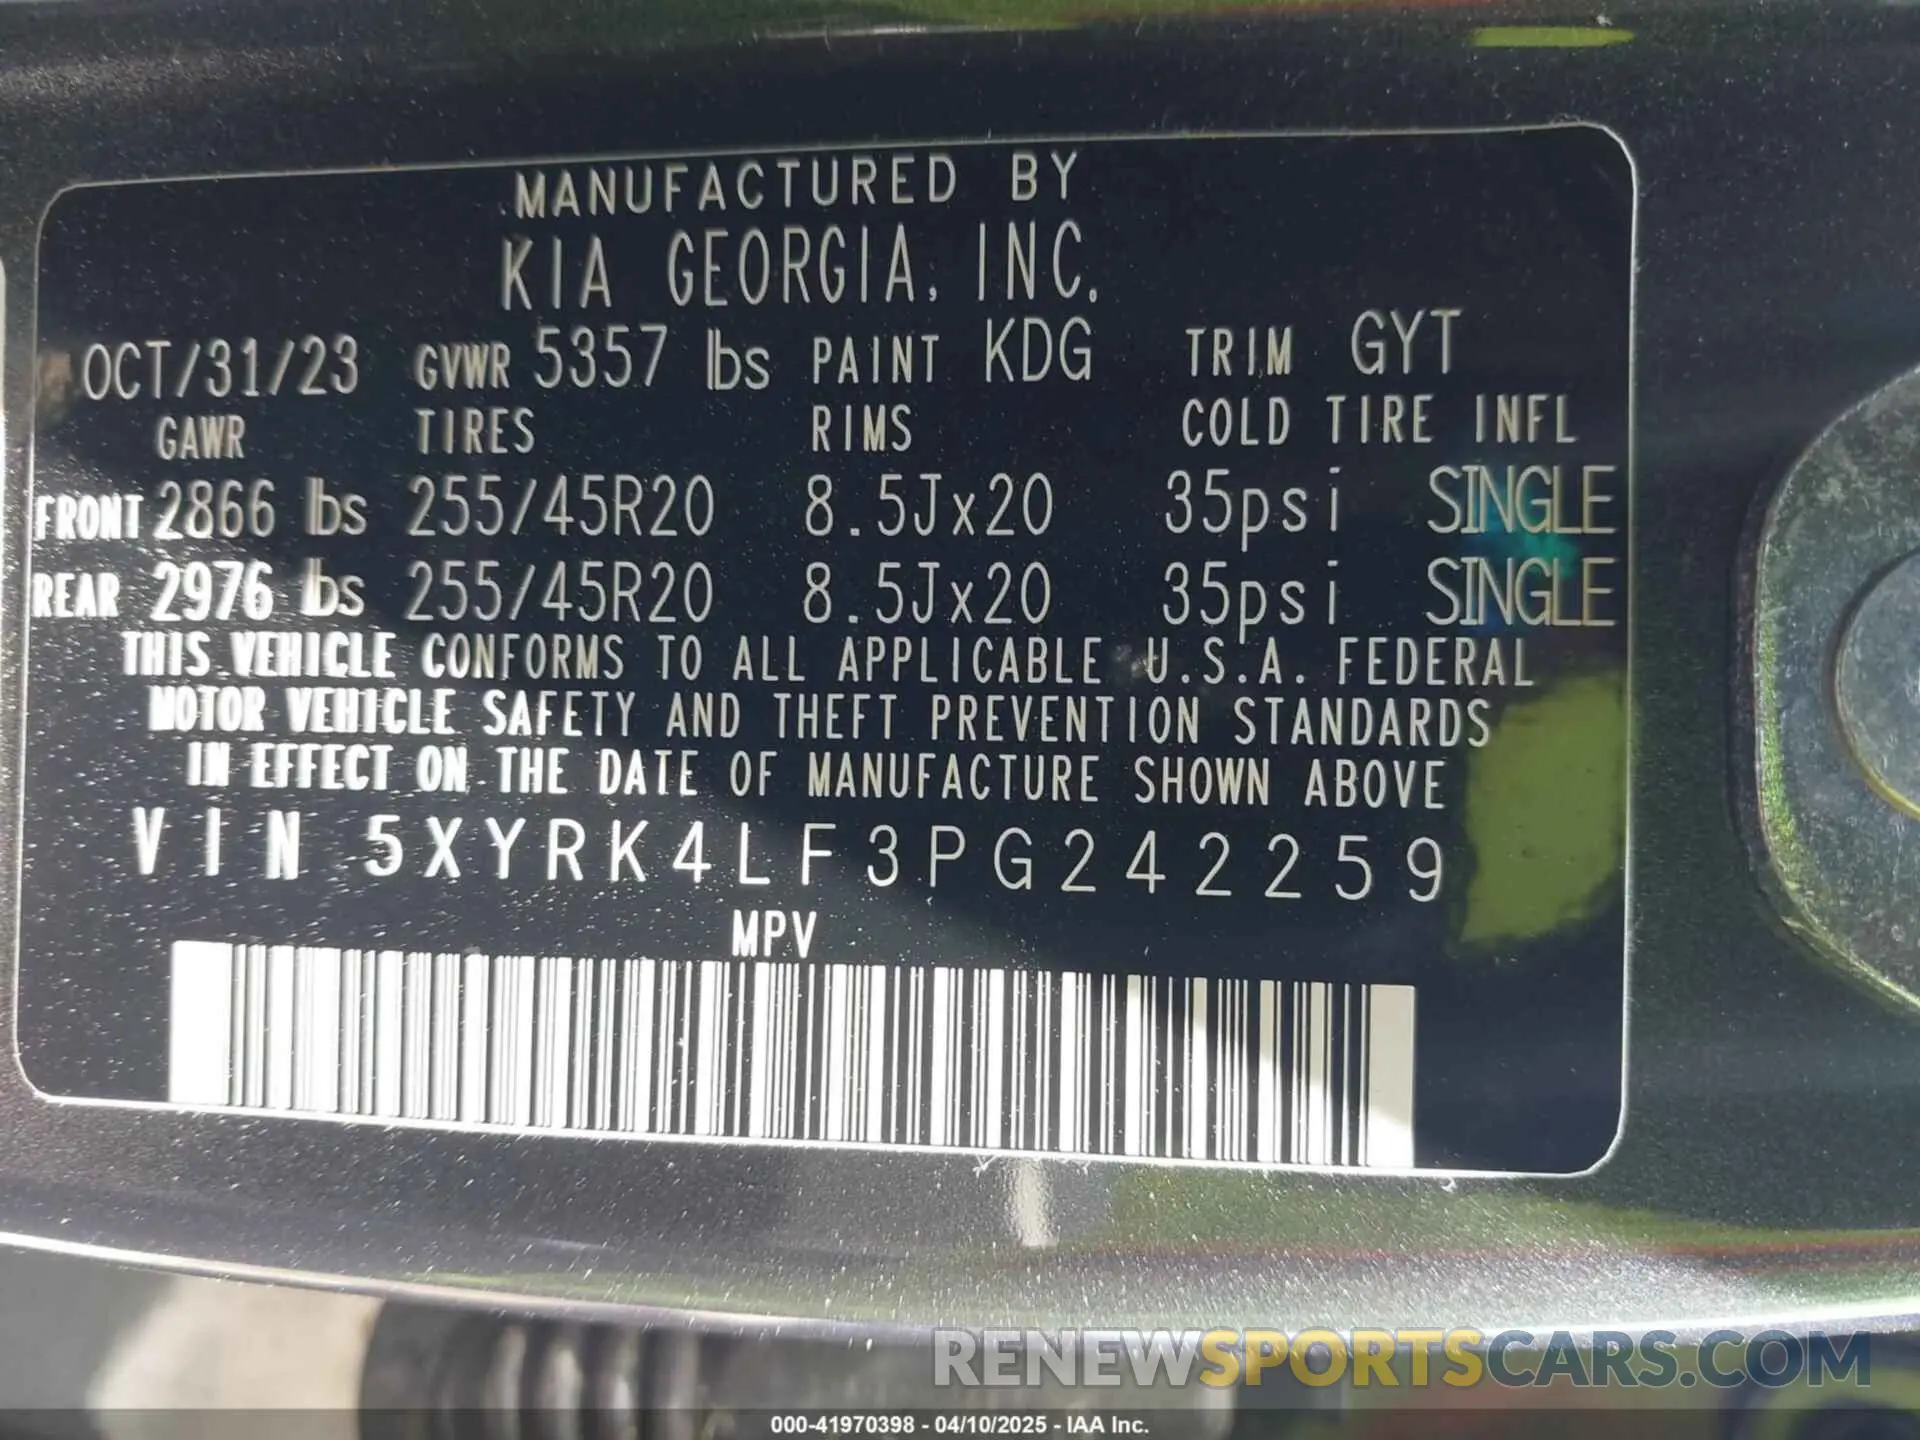 MANUFACTURED BY
KIA GEORGIA, INC.
OCT/31/23 GVWR 5357 lbs PAINT KDG TRIM GYT
GAWR TIRES RIMS COLD TIRE INFL
FRONT 2866 lbs 255/45R20 8.5Jx20 35psi SINGLE
REAR 2976 lbs 255/45R20 8.5Jx20 35psi SINGLE
THIS VEHICLE CONFORMS TO ALL APPLICABLE U.S.A. FEDERAL
MOTOR VEHICLE SAFETY AND THEFT PREVENTION STANDARDS
IN EFFECT ON THE DATE OF MANUFACTURE SHOWN ABOVE
VIN 5XYRK4LF3PG242259
MPV
RENEWSPORTSCARS.COM
000-41970398 - 04/10/2025 - IAA Inc.